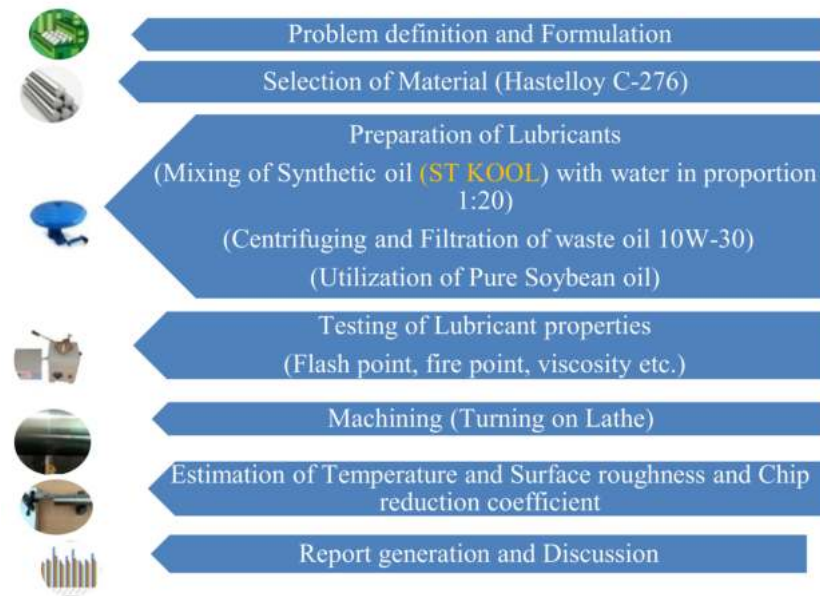 Problem definition and Formulation
Selection of Material (Hastelloy C-276)
Preparation of Lubricants
(Mixing of Synthetic oil (ST KOOL) with water in proportion
1:20)
(Centrifuging and Filtration of waste oil 10W-30)
(Utilization of Pure Soybean oil)
Testing of Lubricant properties
(Flash point, fire point, viscosity etc.)
Machining (Turning on Lathe)
Estimation of Temperature and Surface roughness and Chip
reduction coefficient
Report generation and Discussion